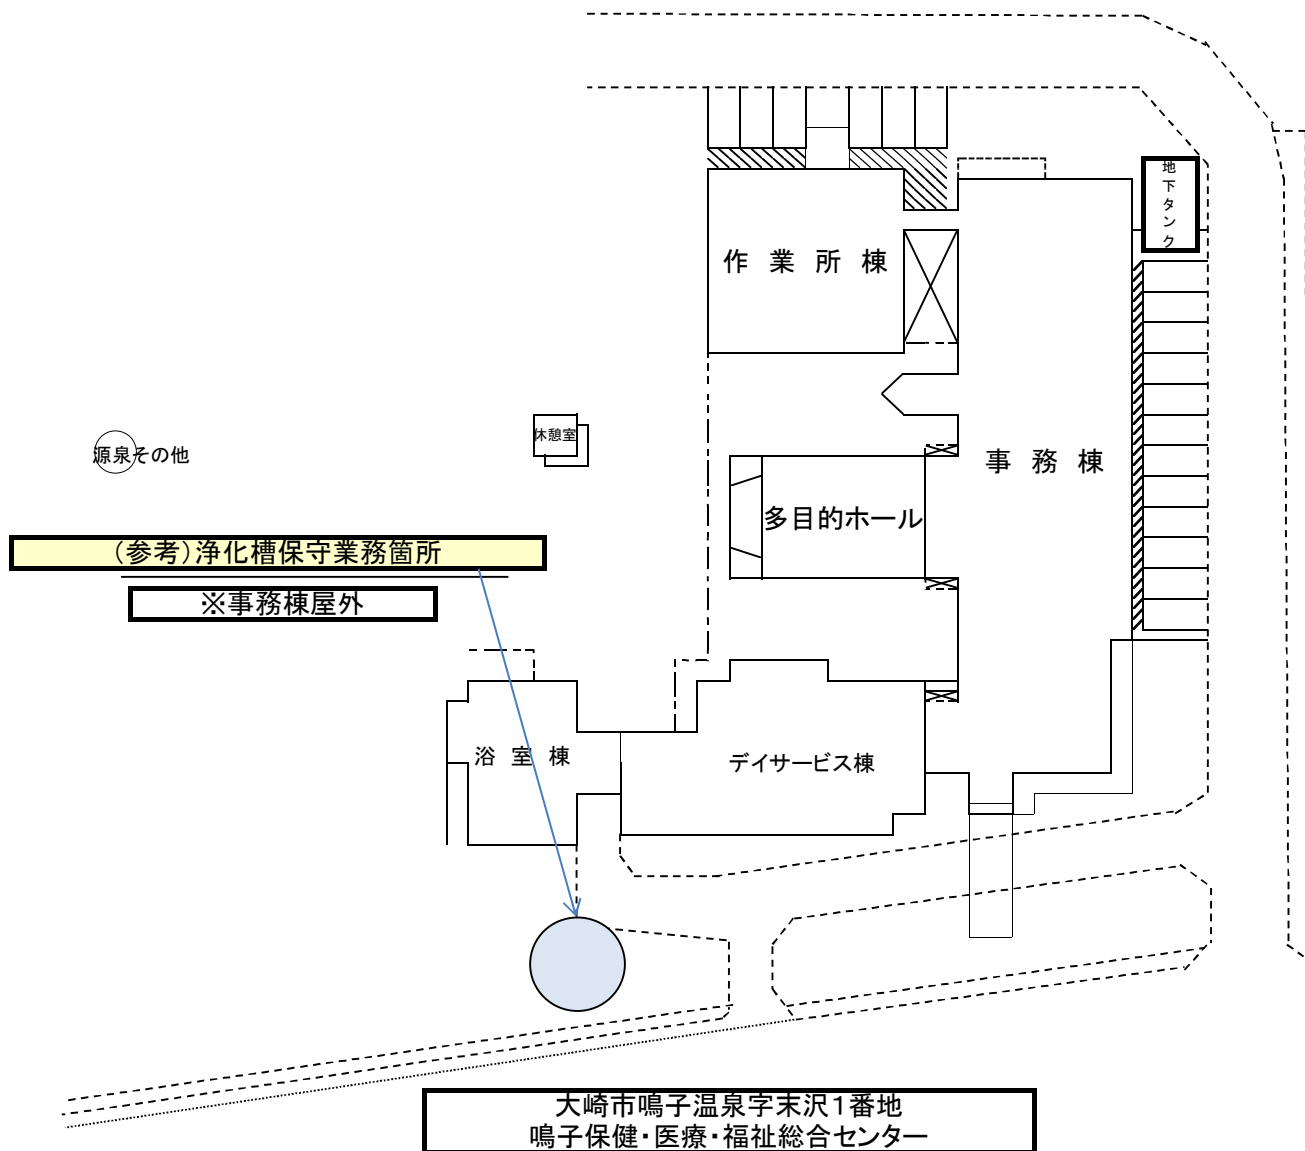 地下タンク
作業所棟
休憩室
源泉その他
事務棟
多目的ホール
（参考）浄化槽保守業務箇所
※事務棟屋外
浴室棟
デイサービス棟
大崎市鳴子温泉字末沢１番地
鳴子保健・医療・福祉総合センター